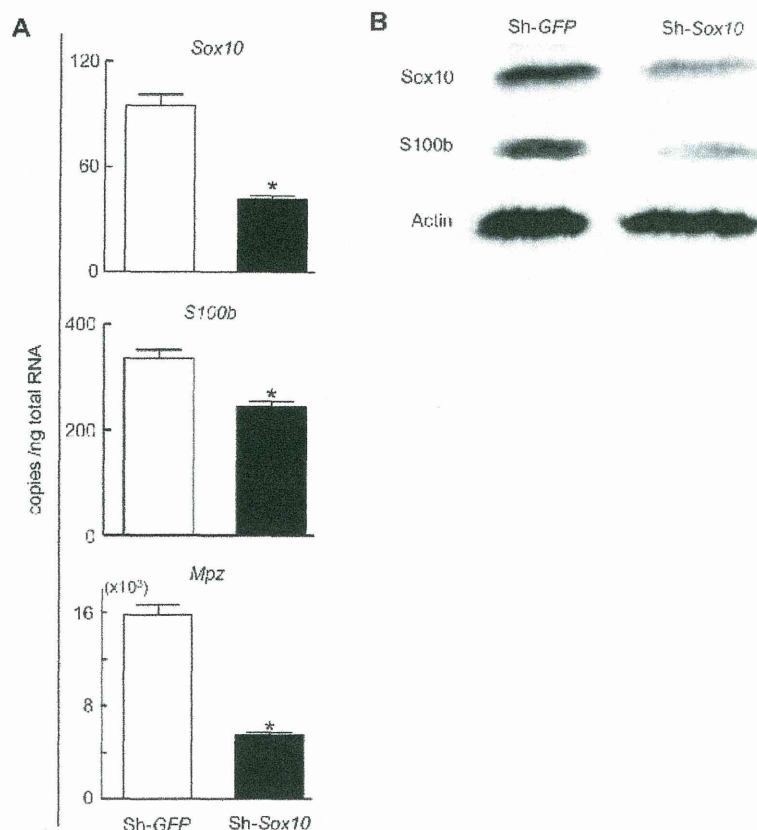 A
Sox10
120
60
0
*
S100b
400
200
0
*
Mpz
(x10³)
16
8
0
*
copies /ng total RNA
Sh-GFP Sh-Sox10
B
Sh-GFP Sh-Sox10
Sox10
S100b
Actin